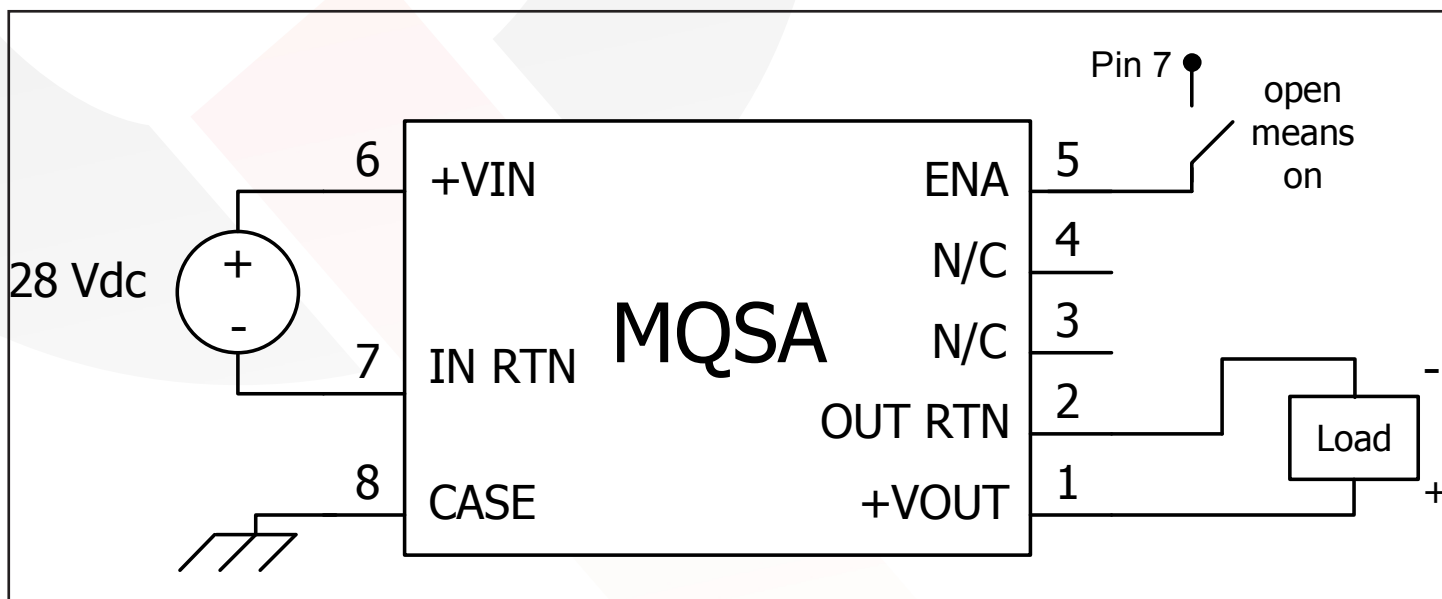 Pin 7
open
means
on
6
+VIN
ENA
5
28 Vdc
+
-
N/C
4
MQSA
N/C
3
7
IN RTN
OUT RTN
2
-
Load
+
8
CASE
+VOUT
1